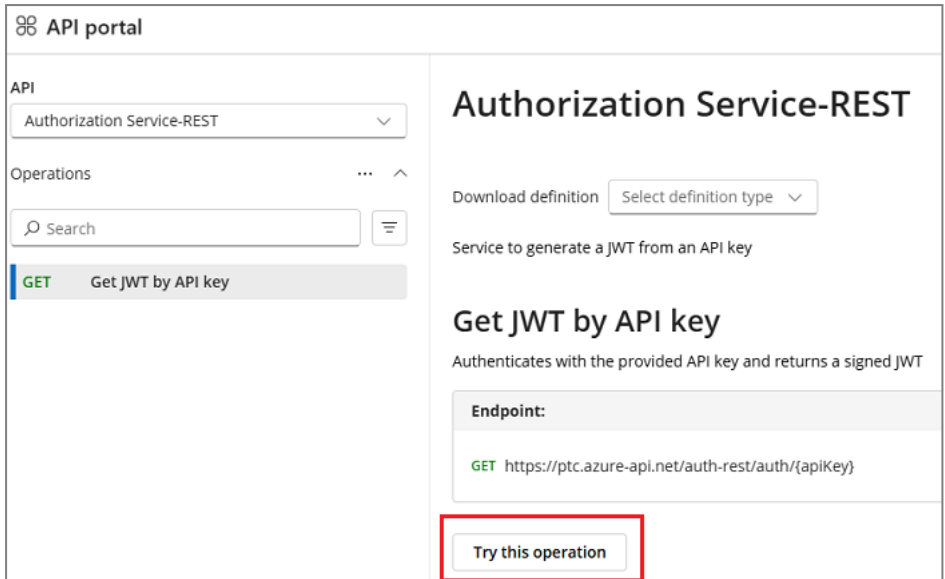 API portal
API
Authorization Service-REST
Operations
Search
GET Get JWT by API key
Authorization Service-REST
Download definition Select definition type
Service to generate a JWT from an API key
Get JWT by API key
Authenticates with the provided API key and returns a signed JWT
Endpoint:
GET https://ptc.azure-api.net/auth-rest/auth/{apiKey}
Try this operation